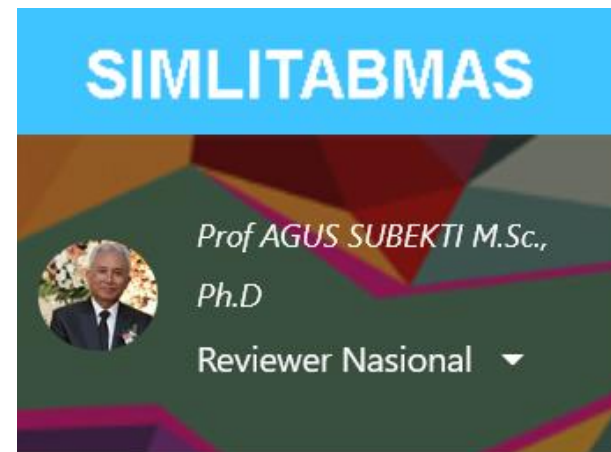 SIMLITABMAS
Prof AGUS SUBEKTI M.Sc.,
Ph.D
Reviewer Nasional